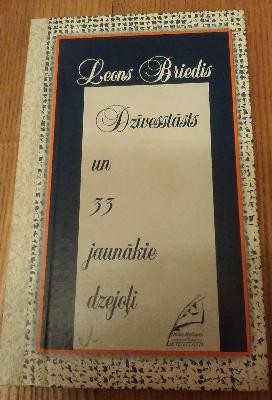 Leons Briedis
Dzīvesstāsts
un
33
jaunākie
dzejoļi